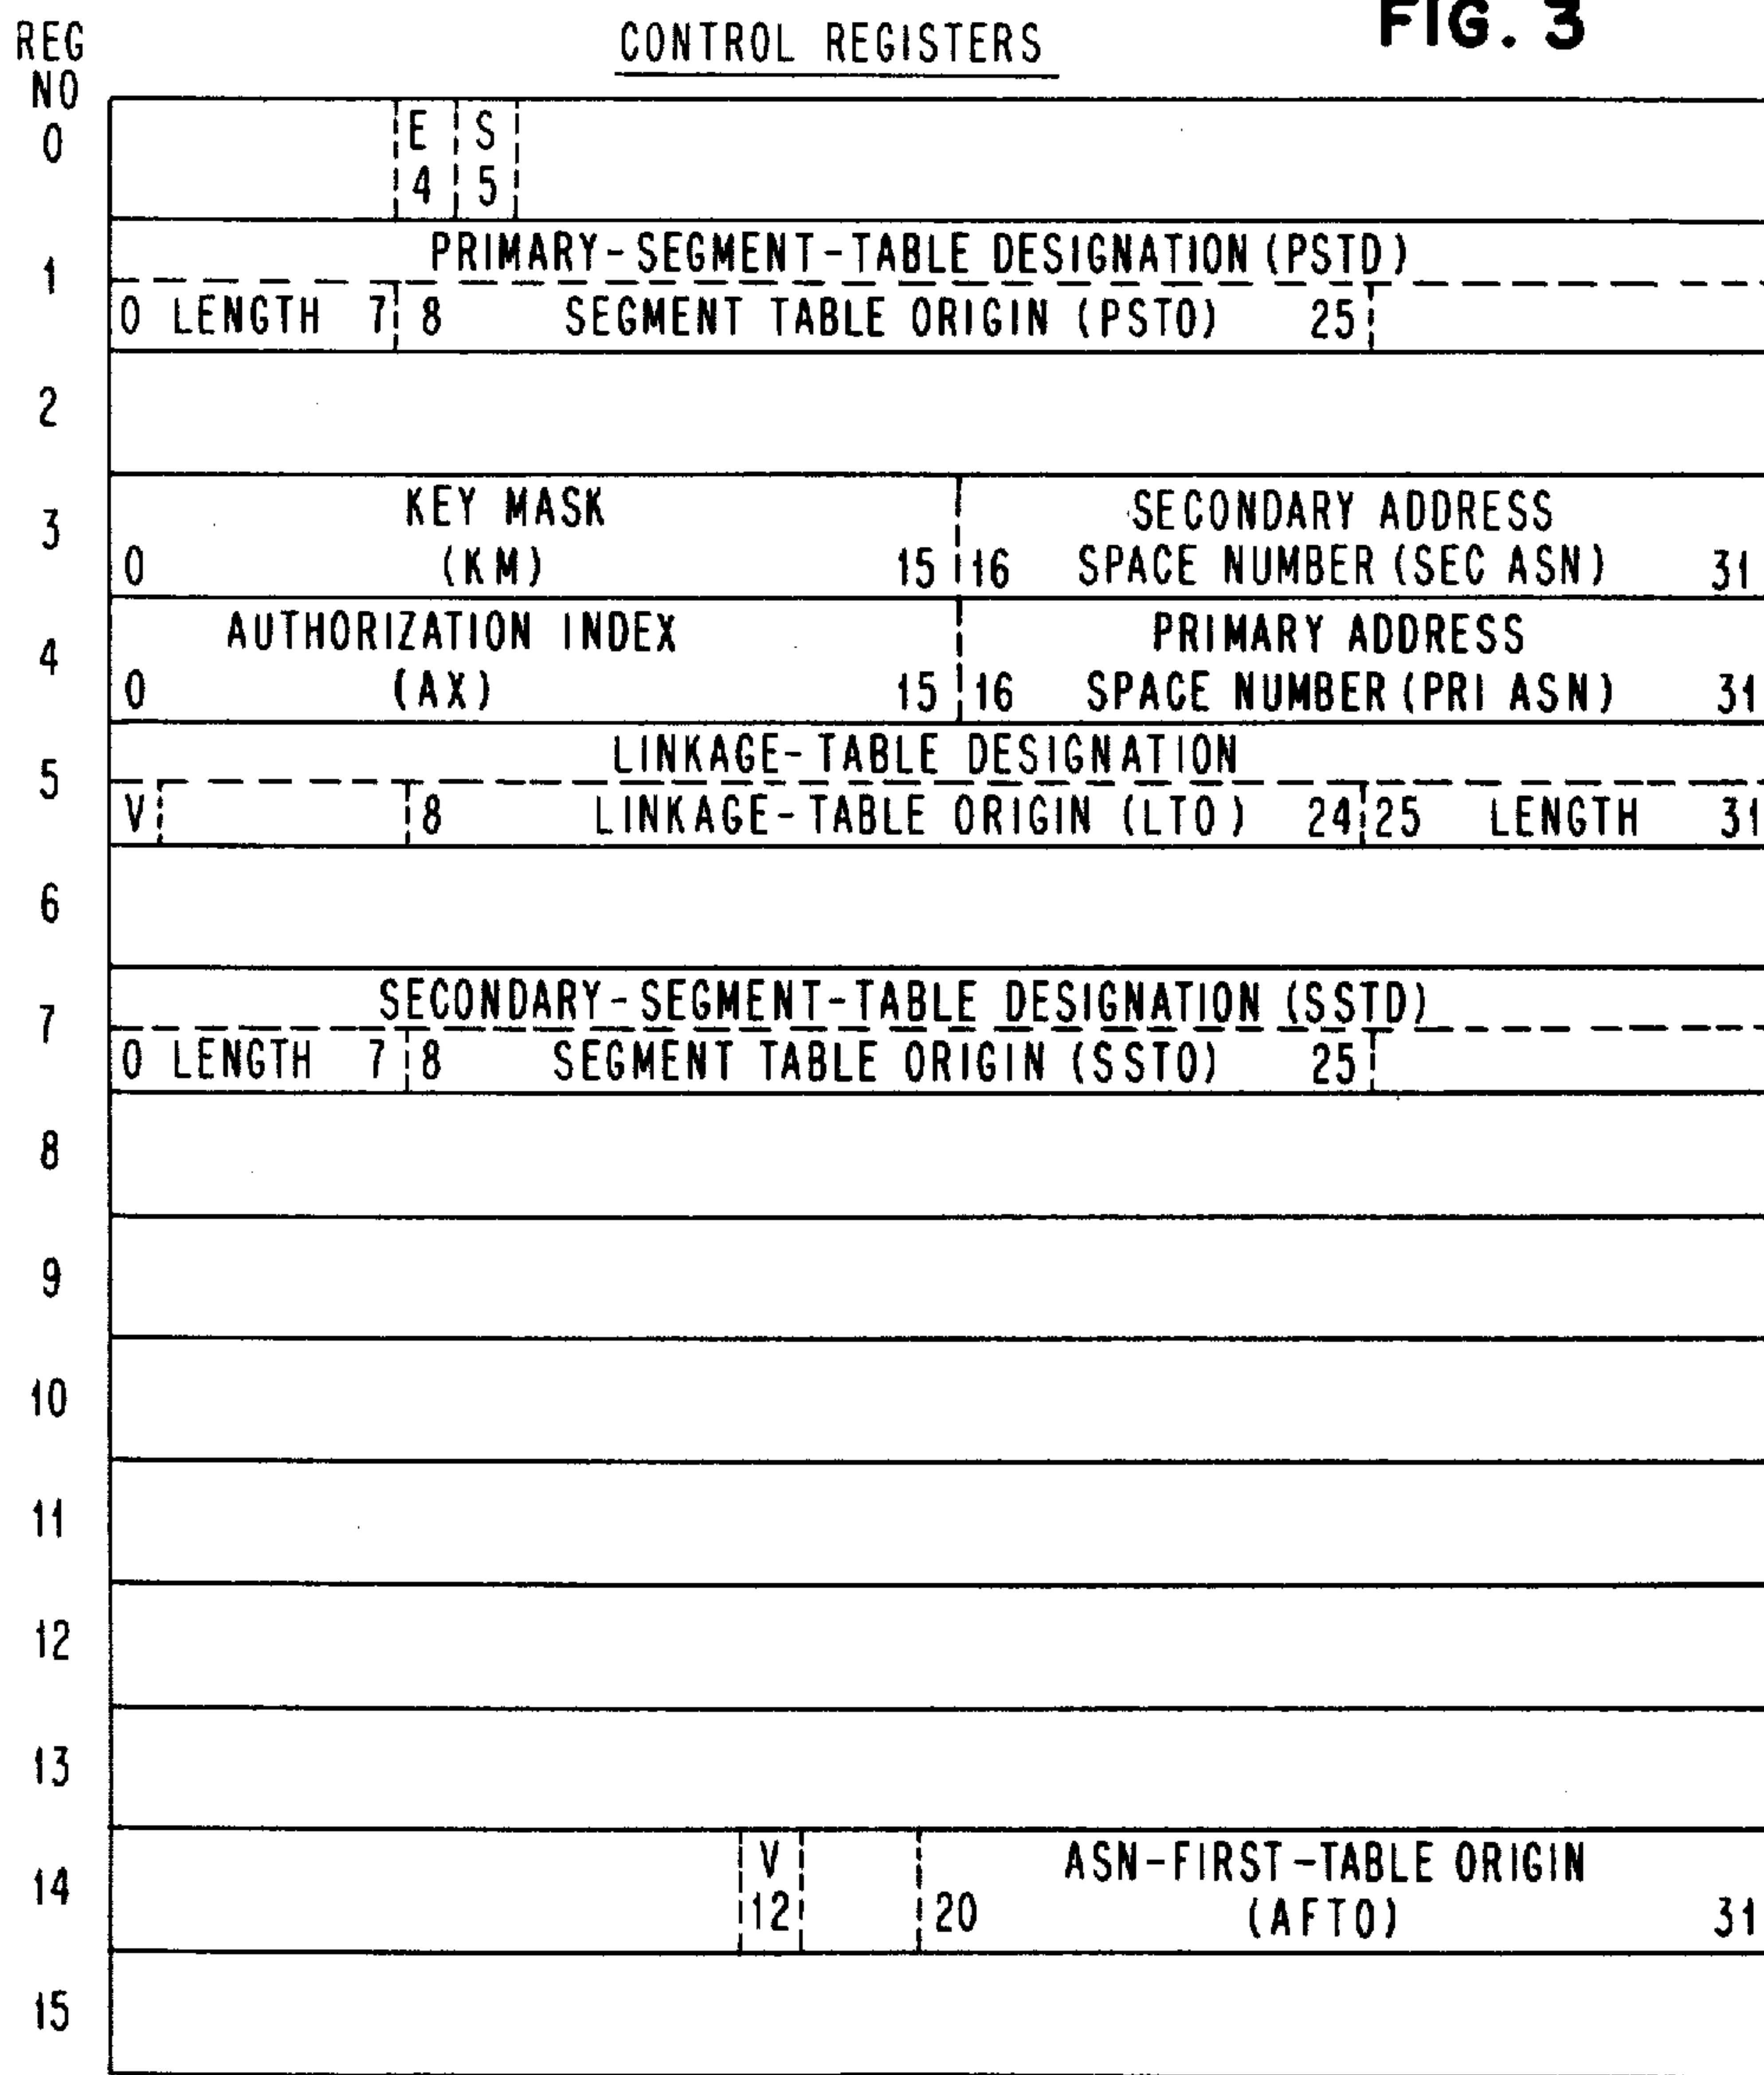 FIG. 3
REG
NO
CONTROL REGISTERS
0
E S
4 5
1
PRIMARY-SEGMENT-TABLE DESIGNATION (PSTD)
0 LENGTH 7 8 SEGMENT TABLE ORIGIN (PSTO) 25
2
3
KEY MASK
(KM)
0 15
SECONDARY ADDRESS
16 SPACE NUMBER (SEC ASN) 31
4
AUTHORIZATION INDEX
0 (AX) 15
PRIMARY ADDRESS
16 SPACE NUMBER (PRI ASN) 31
5
LINKAGE-TABLE DESIGNATION
V 8 LINKAGE-TABLE ORIGIN (LTO) 24 25 LENGTH 31
6
7
SECONDARY-SEGMENT-TABLE DESIGNATION (SSTD)
0 LENGTH 7 8 SEGMENT TABLE ORIGIN (SSTO) 25
8
9
10
11
12
13
14
V
12
ASN-FIRST-TABLE ORIGIN
20 (AFTO) 31
15